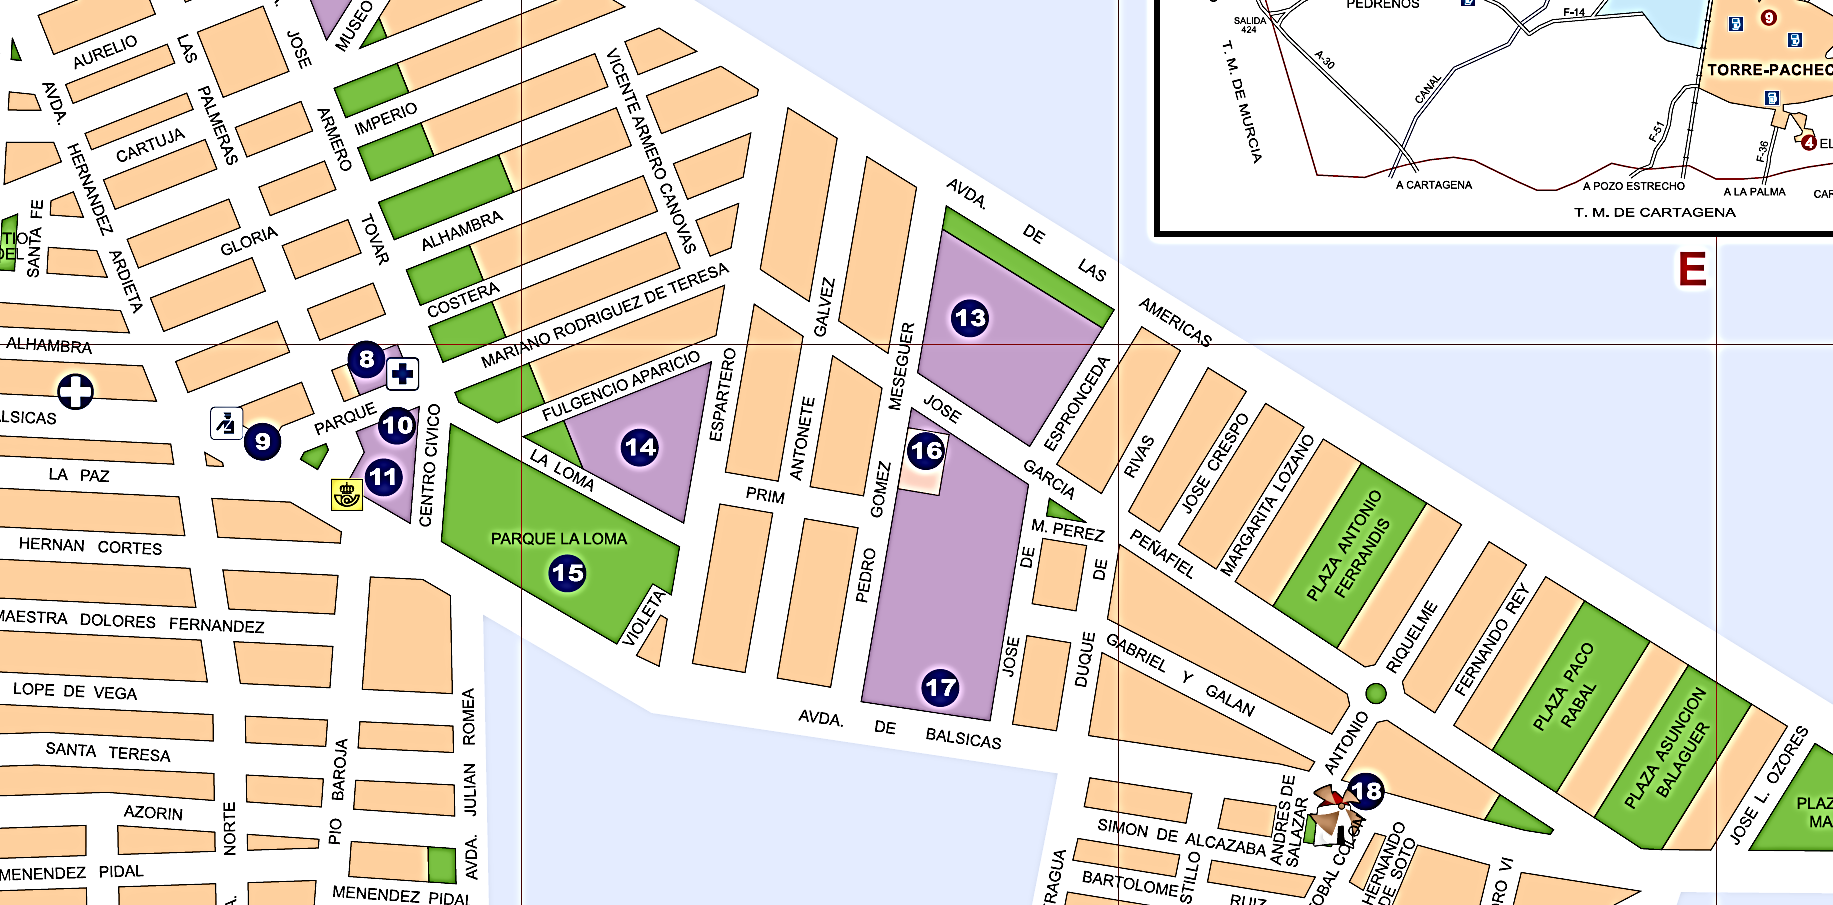 AURELIO
LAS
JOSE
MUSEO
AVDA.
PALMERAS
CARTUJA
ARMERO
IMPERIO
VICENTE ARMERO CANOVAS
HERNANDEZ
SANTA FE
GLORIA
TOVAR
ALHAMBRA
ARDIETA
COSTERA
MARIANO RODRIGUEZ DE TERESA
GALVEZ
ALHAMBRA
8
PARQUE
10
9
11
CENTRO CIVICO
LA PAZ
FULGENCIO APARICIO
ESPARTERO
14
LA LOMA
ANTONETE
PRIM
PARQUE LA LOMA
15
VIOLETA
HERNAN CORTES
MAESTRA DOLORES FERNANDEZ
LOPE DE VEGA
SANTA TERESA
AZORIN
NORTE
PIO BAROJA
AVDA. JULIAN ROMEA
MENENDEZ PIDAL
MENENDEZ PIDAL
AVDA. DE LAS AMERICAS
13
MESEGUER
GOMEZ
PEDRO
JOSE
GARCIA
16
17
ESPRONCEDA
RIVAS
JOSE CRESPO
MARGARITA LOZANO
M. PEREZ
PEÑAFIEL
DE
DE
JOSE
DUQUE
AVDA. DE BALSICAS
GABRIEL Y GALAN
PLAZA ANTONIO
FERRANDIS
RIQUELME
ANTONIO
FERNANDO REY
PLAZA PACO
RABAL
PLAZA ASUNCION
BALAGUER
JOSE L. OZORES
18
ANDRES DE
SALAZAR
SIMON DE ALCAZABA
BARTOLOME
HERNANDO
DE SOTO
E
PEDREÑOS
F-14
SALIDA
424
A-30
CANAL
T. M. DE MURCIA
9
TORRE-PACHEC
F-51
F-36
4
A CARTAGENA
A POZO ESTRECHO
A LA PALMA
T. M. DE CARTAGENA